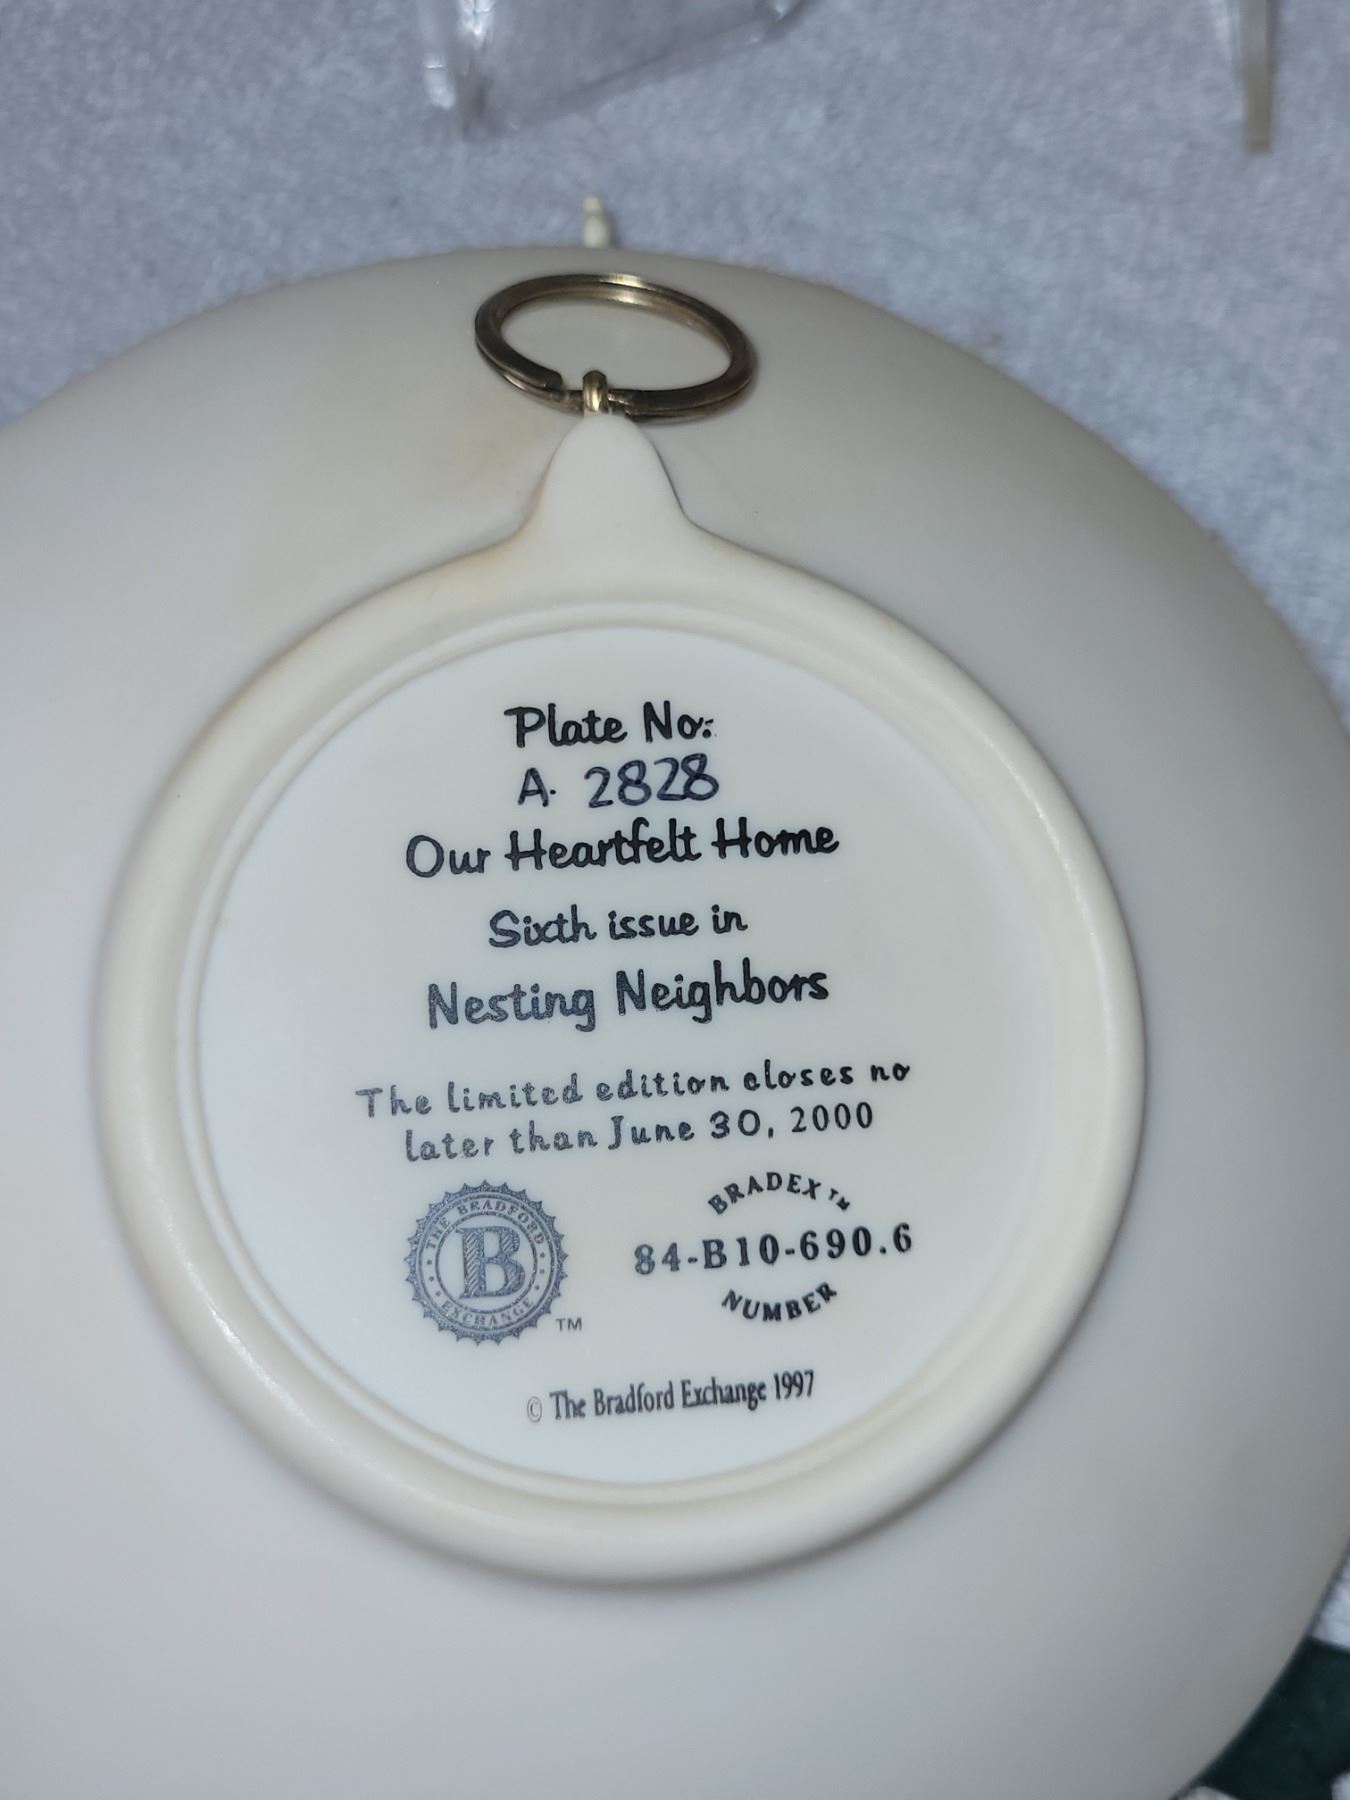 Plate No:
A. 2828
Our Heartfelt Home
Sixth issue in
Nesting Neighbors
The limited edition closes no
later than June 30, 2000
THE BRADFORD
B
EXCHANGE
TM
BRADEX TM
84-B10-690.6
NUMBER
© The Bradford Exchange 1997